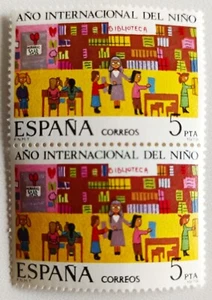 AÑO INTERNACIONAL DEL NIÑO
BIBLIOTECA
ESPAÑA CORREOS 5 PTA
AÑO INTERNACIONAL DEL NIÑO
BIBLIOTECA
ESPAÑA CORREOS 5 PTA